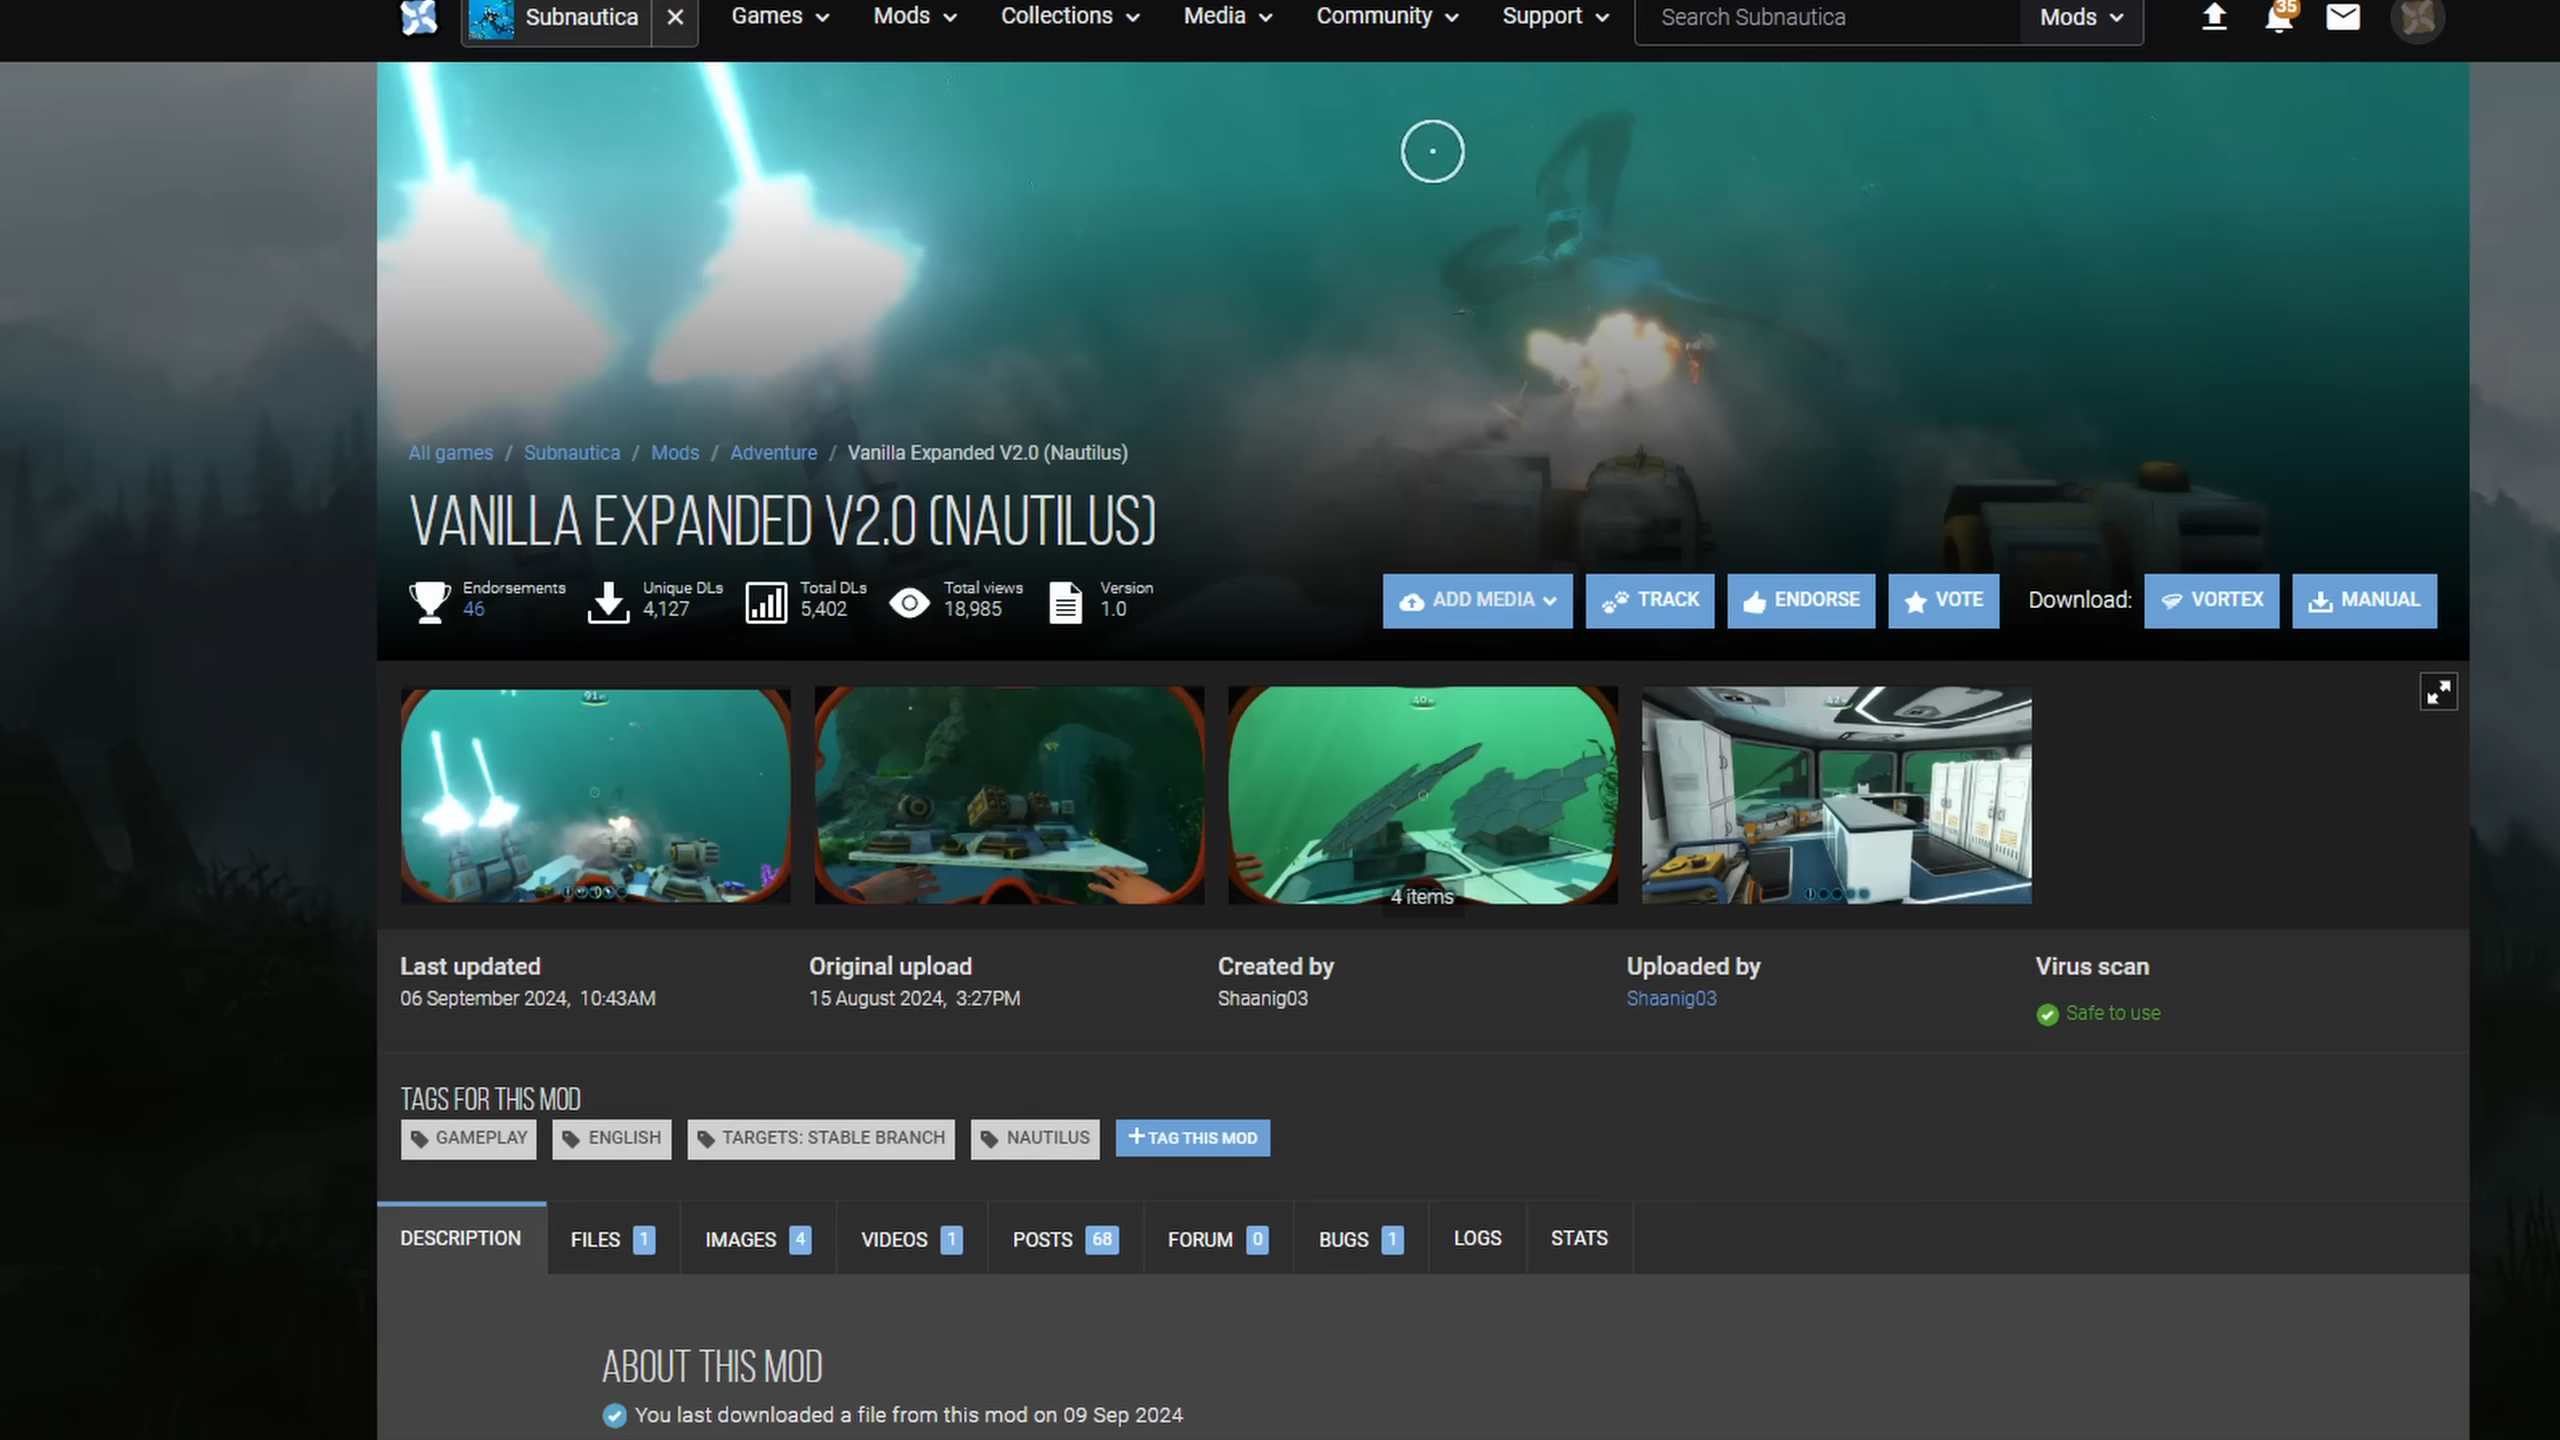 Subnautica
Games
Mods
Collections
Media
Community
Support
Search Subnautica
Mods
35
All games / Subnautica / Mods / Adventure / Vanilla Expanded V2.0 (Nautilus)
VANILLA EXPANDED V2.0 (NAUTILUS)
Endorsements
46
Unique DLs
4,127
Total DLs
5,402
Total views
18,985
Version
1.0
ADD MEDIA
TRACK
ENDORSE
VOTE
Download:
VORTEX
MANUAL
4 items
Last updated
06 September 2024, 10:43AM
Original upload
15 August 2024, 3:27PM
Created by
Shaanig03
Uploaded by
Shaanig03
Virus scan
Safe to use
TAGS FOR THIS MOD
GAMEPLAY
ENGLISH
TARGETS: STABLE BRANCH
NAUTILUS
+TAG THIS MOD
DESCRIPTION
FILES 1
IMAGES 4
VIDEOS 1
POSTS 68
FORUM 0
BUGS 1
LOGS
STATS
ABOUT THIS MOD
You last downloaded a file from this mod on 09 Sep 2024